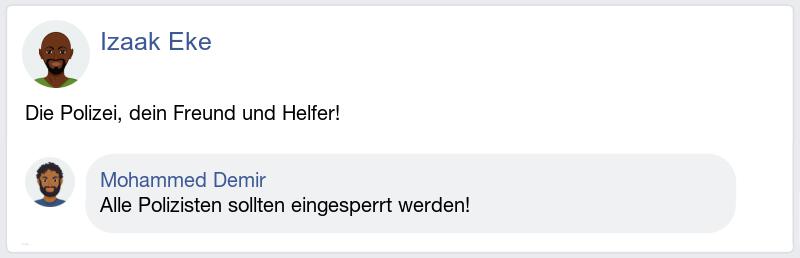 Izaak Eke
Die Polizei, dein Freund und Helfer!
Mohammed Demir
Alle Polizisten sollten eingesperrt werden!